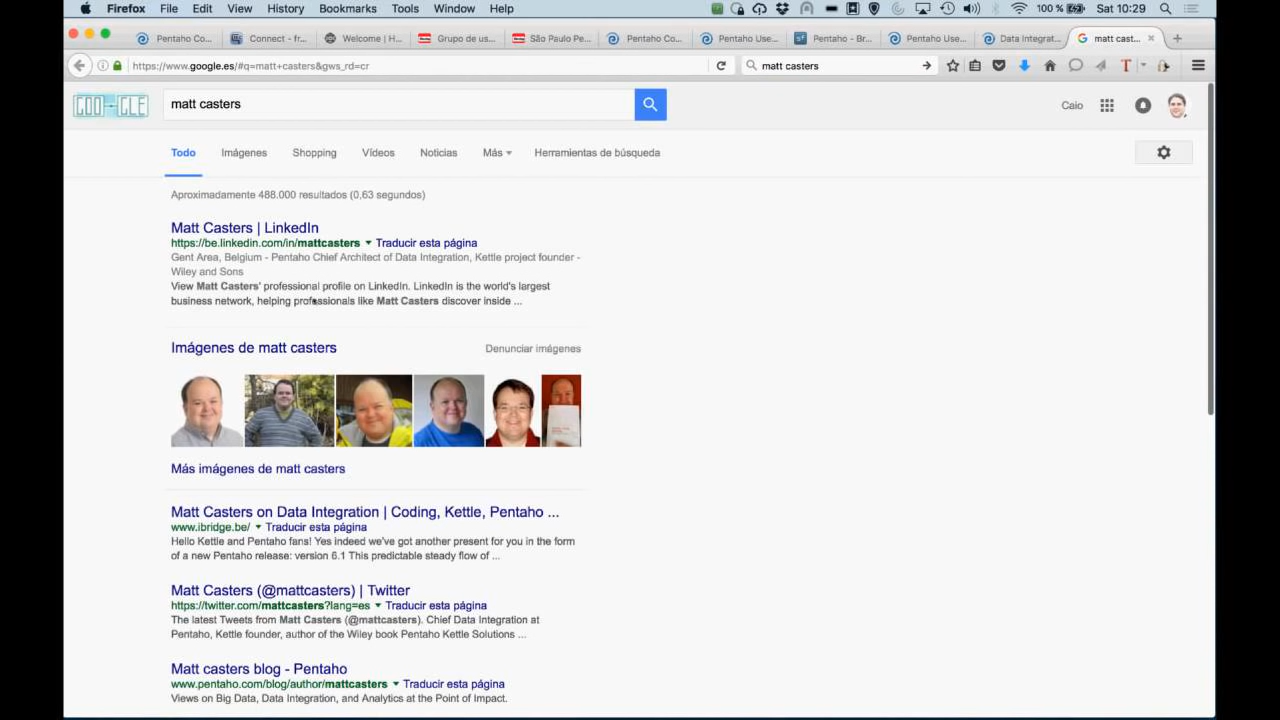 Firefox File Edit View History Bookmarks Tools Window Help 100 % Sat 10:29
Pentaho Co... Connect - fr... Welcome | H... Grupo de us... São Paulo Pe... Pentaho Co... Pentaho Use... Pentaho - Br... Pentaho Use... Data Integrat... matt cast...
https://www.google.es/#q=matt+casters&gws_rd=cr matt casters
GOO-GLE matt casters Caio
Todo Imágenes Shopping Vídeos Noticias Más Herramientas de búsqueda
Aproximadamente 488.000 resultados (0,63 segundos)
Matt Casters | LinkedIn
https://be.linkedin.com/in/mattcasters Traducir esta página
Gent Area, Belgium - Pentaho Chief Architect of Data Integration, Kettle project founder -
Wiley and Sons
View Matt Casters' professional profile on LinkedIn. LinkedIn is the world's largest
business network, helping professionals like Matt Casters discover inside ...
Imágenes de matt casters Denunciar imágenes
Más imágenes de matt casters
Matt Casters on Data Integration | Coding, Kettle, Pentaho ...
www.ibridge.be/ Traducir esta página
Hello Kettle and Pentaho fans! Yes indeed we've got another present for you in the form
of a new Pentaho release: version 6.1 This predictable steady flow of ...
Matt Casters (@mattcasters) | Twitter
https://twitter.com/mattcasters?lang=es Traducir esta página
The latest Tweets from Matt Casters (@mattcasters). Chief Data Integration at
Pentaho, Kettle founder, author of the Wiley book Pentaho Kettle Solutions ...
Matt casters blog - Pentaho
www.pentaho.com/blog/author/mattcasters Traducir esta página
Views on Big Data, Data Integration, and Analytics at the Point of Impact.